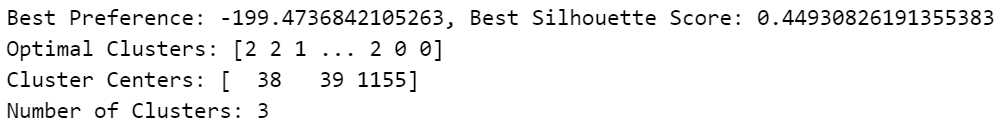 Best Preference: -199.4736842105263, Best Silhouette Score: 0.44930826191355383
Optimal Clusters: [2 2 1 ... 2 0 0]
Cluster Centers: [  38   39 1155]
Number of Clusters: 3